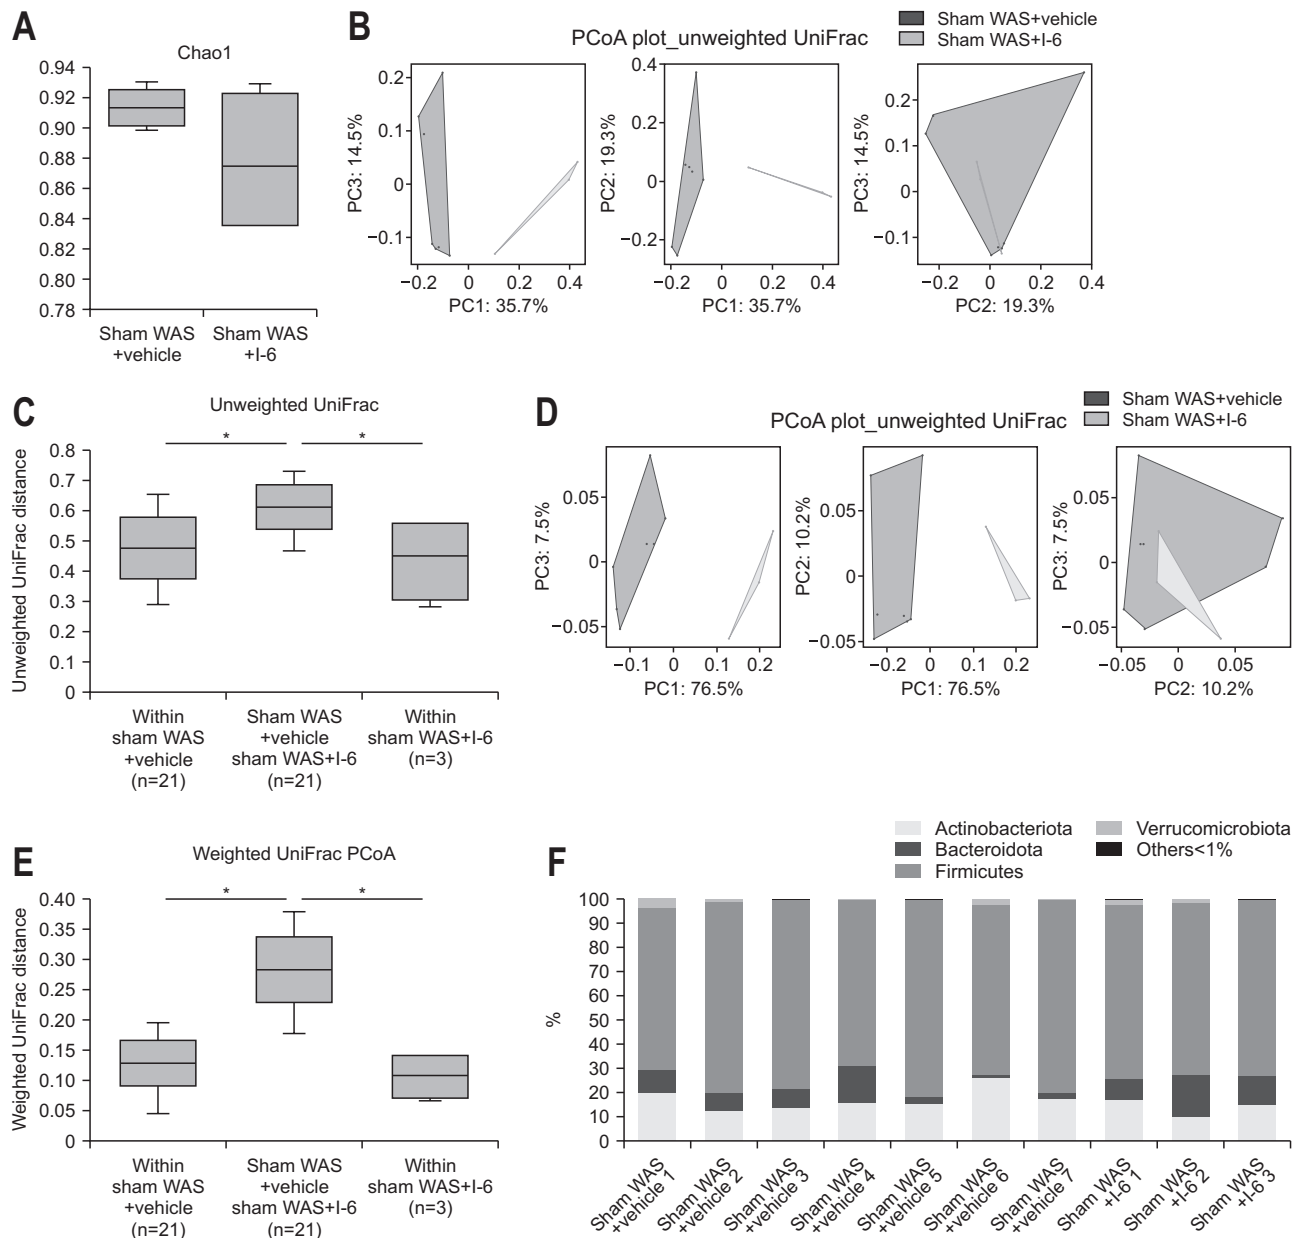 A
Chao1
0.94
0.92
0.90
0.88
0.86
0.84
0.82
0.80
0.78
Sham WAS
+vehicle
Sham WAS
+I-6
B
PCoA plot_unweighted UniFrac
Sham WAS+vehicle
Sham WAS+I-6
PC3: 14.5%
0.2
0.1
0
−0.1
−0.2
0
0.2
0.4
PC1: 35.7%
PC2: 19.3%
0.4
0.2
0
−0.2
−0.2
0
0.2
0.4
PC1: 35.7%
PC3: 14.5%
0.2
0.1
0
−0.1
−0.2
0
0.2
0.4
PC2: 19.3%
C
Unweighted UniFrac
Unweighted UniFrac distance
*
*
0.8
0.7
0.6
0.5
0.4
0.3
0.2
0.1
0
Within
sham WAS
+vehicle
(n=21)
Sham WAS
+vehicle
sham WAS+I-6
(n=21)
Within
sham WAS+I-6
(n=3)
D
PCoA plot_unweighted UniFrac
Sham WAS+vehicle
Sham WAS+I-6
PC3: 7.5%
0.05
0
−0.05
−0.1
0
0.1
0.2
PC1: 76.5%
PC2: 10.2%
0.05
0
−0.05
−0.2
0
0.1
0.2
PC1: 76.5%
PC3: 7.5%
0.05
0
−0.05
−0.05
0
0.05
PC2: 10.2%
E
Weighted UniFrac PCoA
Weighted UniFrac distance
*
*
0.40
0.35
0.30
0.25
0.20
0.15
0.10
0.05
0
Within
sham WAS
+vehicle
(n=21)
Sham WAS
+vehicle
sham WAS+I-6
(n=21)
Within
sham WAS+I-6
(n=3)
F
Actinobacteriota
Bacteroidota
Firmicutes
Verrucomicrobiota
Others<1%
%
100
90
80
70
60
50
40
30
20
10
0
Sham WAS
+vehicle 1
Sham WAS
+vehicle 2
Sham WAS
+vehicle 3
Sham WAS
+vehicle 4
Sham WAS
+vehicle 5
Sham WAS
+vehicle 6
Sham WAS
+vehicle 7
Sham WAS
+I-6 1
Sham WAS
+I-6 2
Sham WAS
+I-6 3